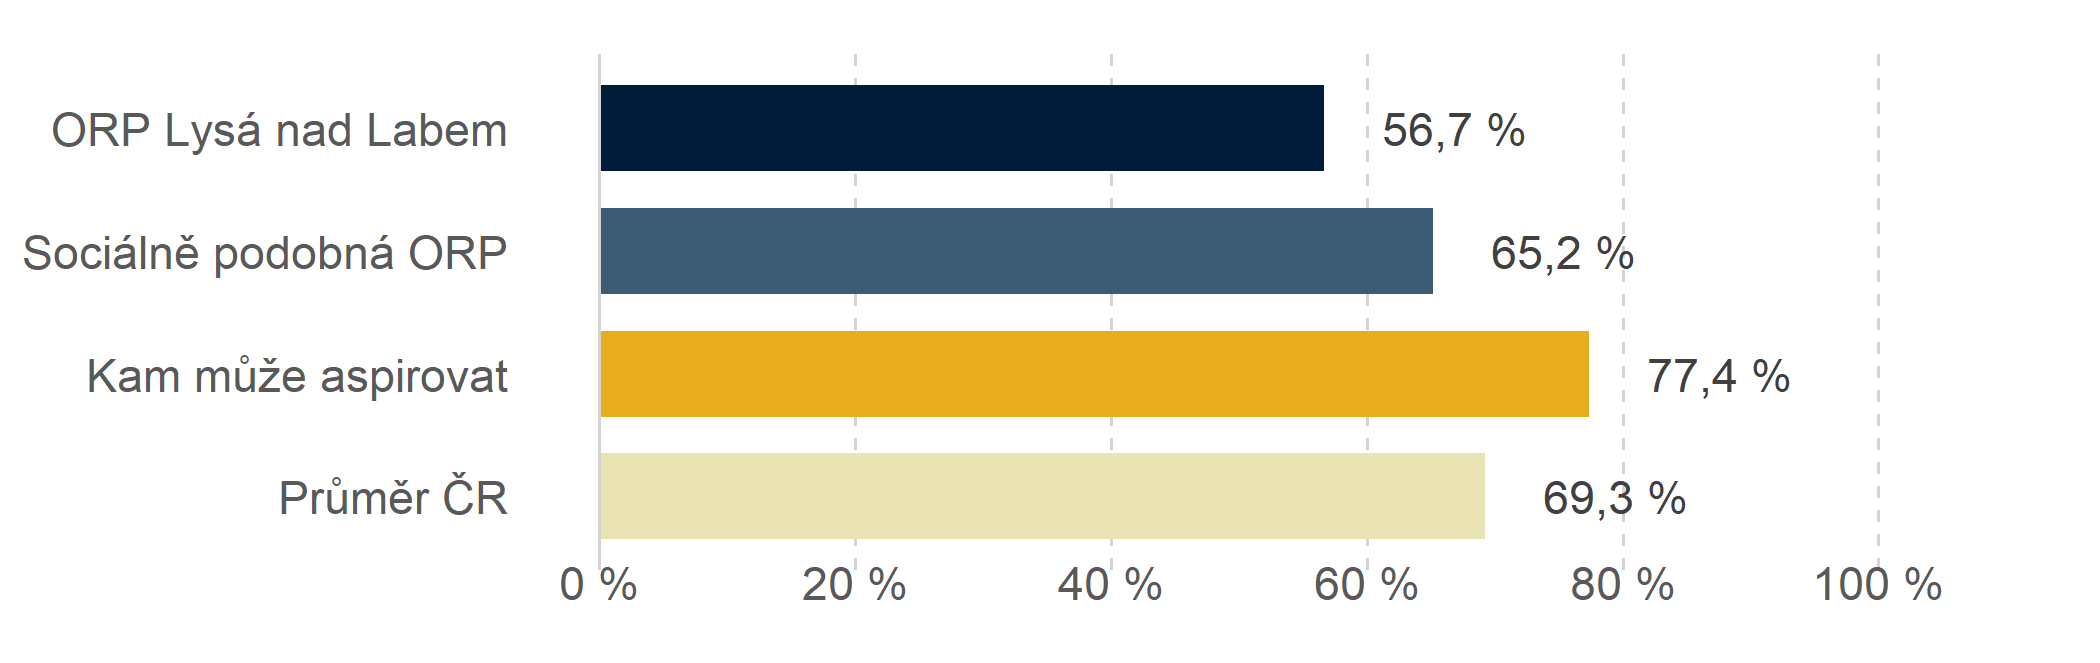 ORP Lysá nad Labem
56,7 %
Sociálně podobná ORP
65,2 %
Kam může aspirovat
77,4 %
Průměr ČR
69,3 %
0 %
20 %
40 %
60 %
80 %
100 %